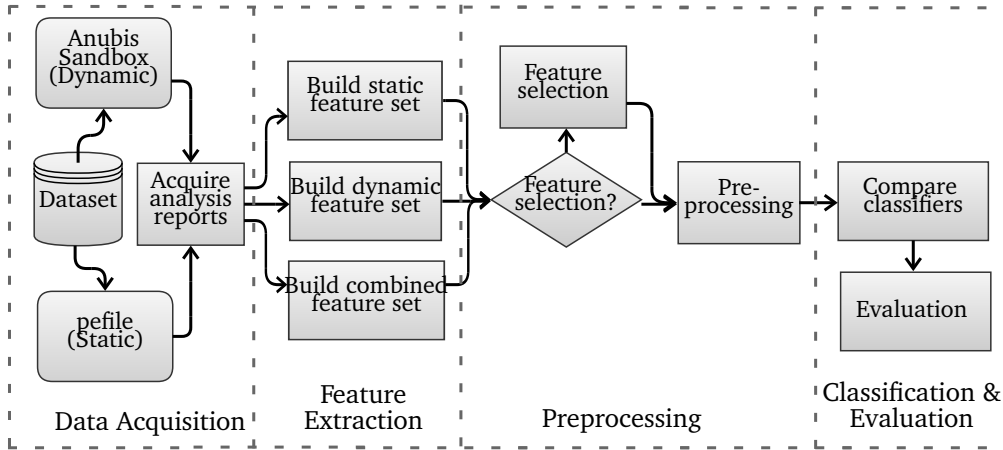 Anubis
Sandbox
(Dynamic)
Dataset
pefile
(Static)
Acquire
analysis
reports
Data Acquisition
Build static
feature set
Build dynamic
feature set
Build combined
feature set
Feature
Extraction
Feature
selection
Feature
selection?
Pre-
processing
Preprocessing
Compare
classifiers
Evaluation
Classification &
Evaluation